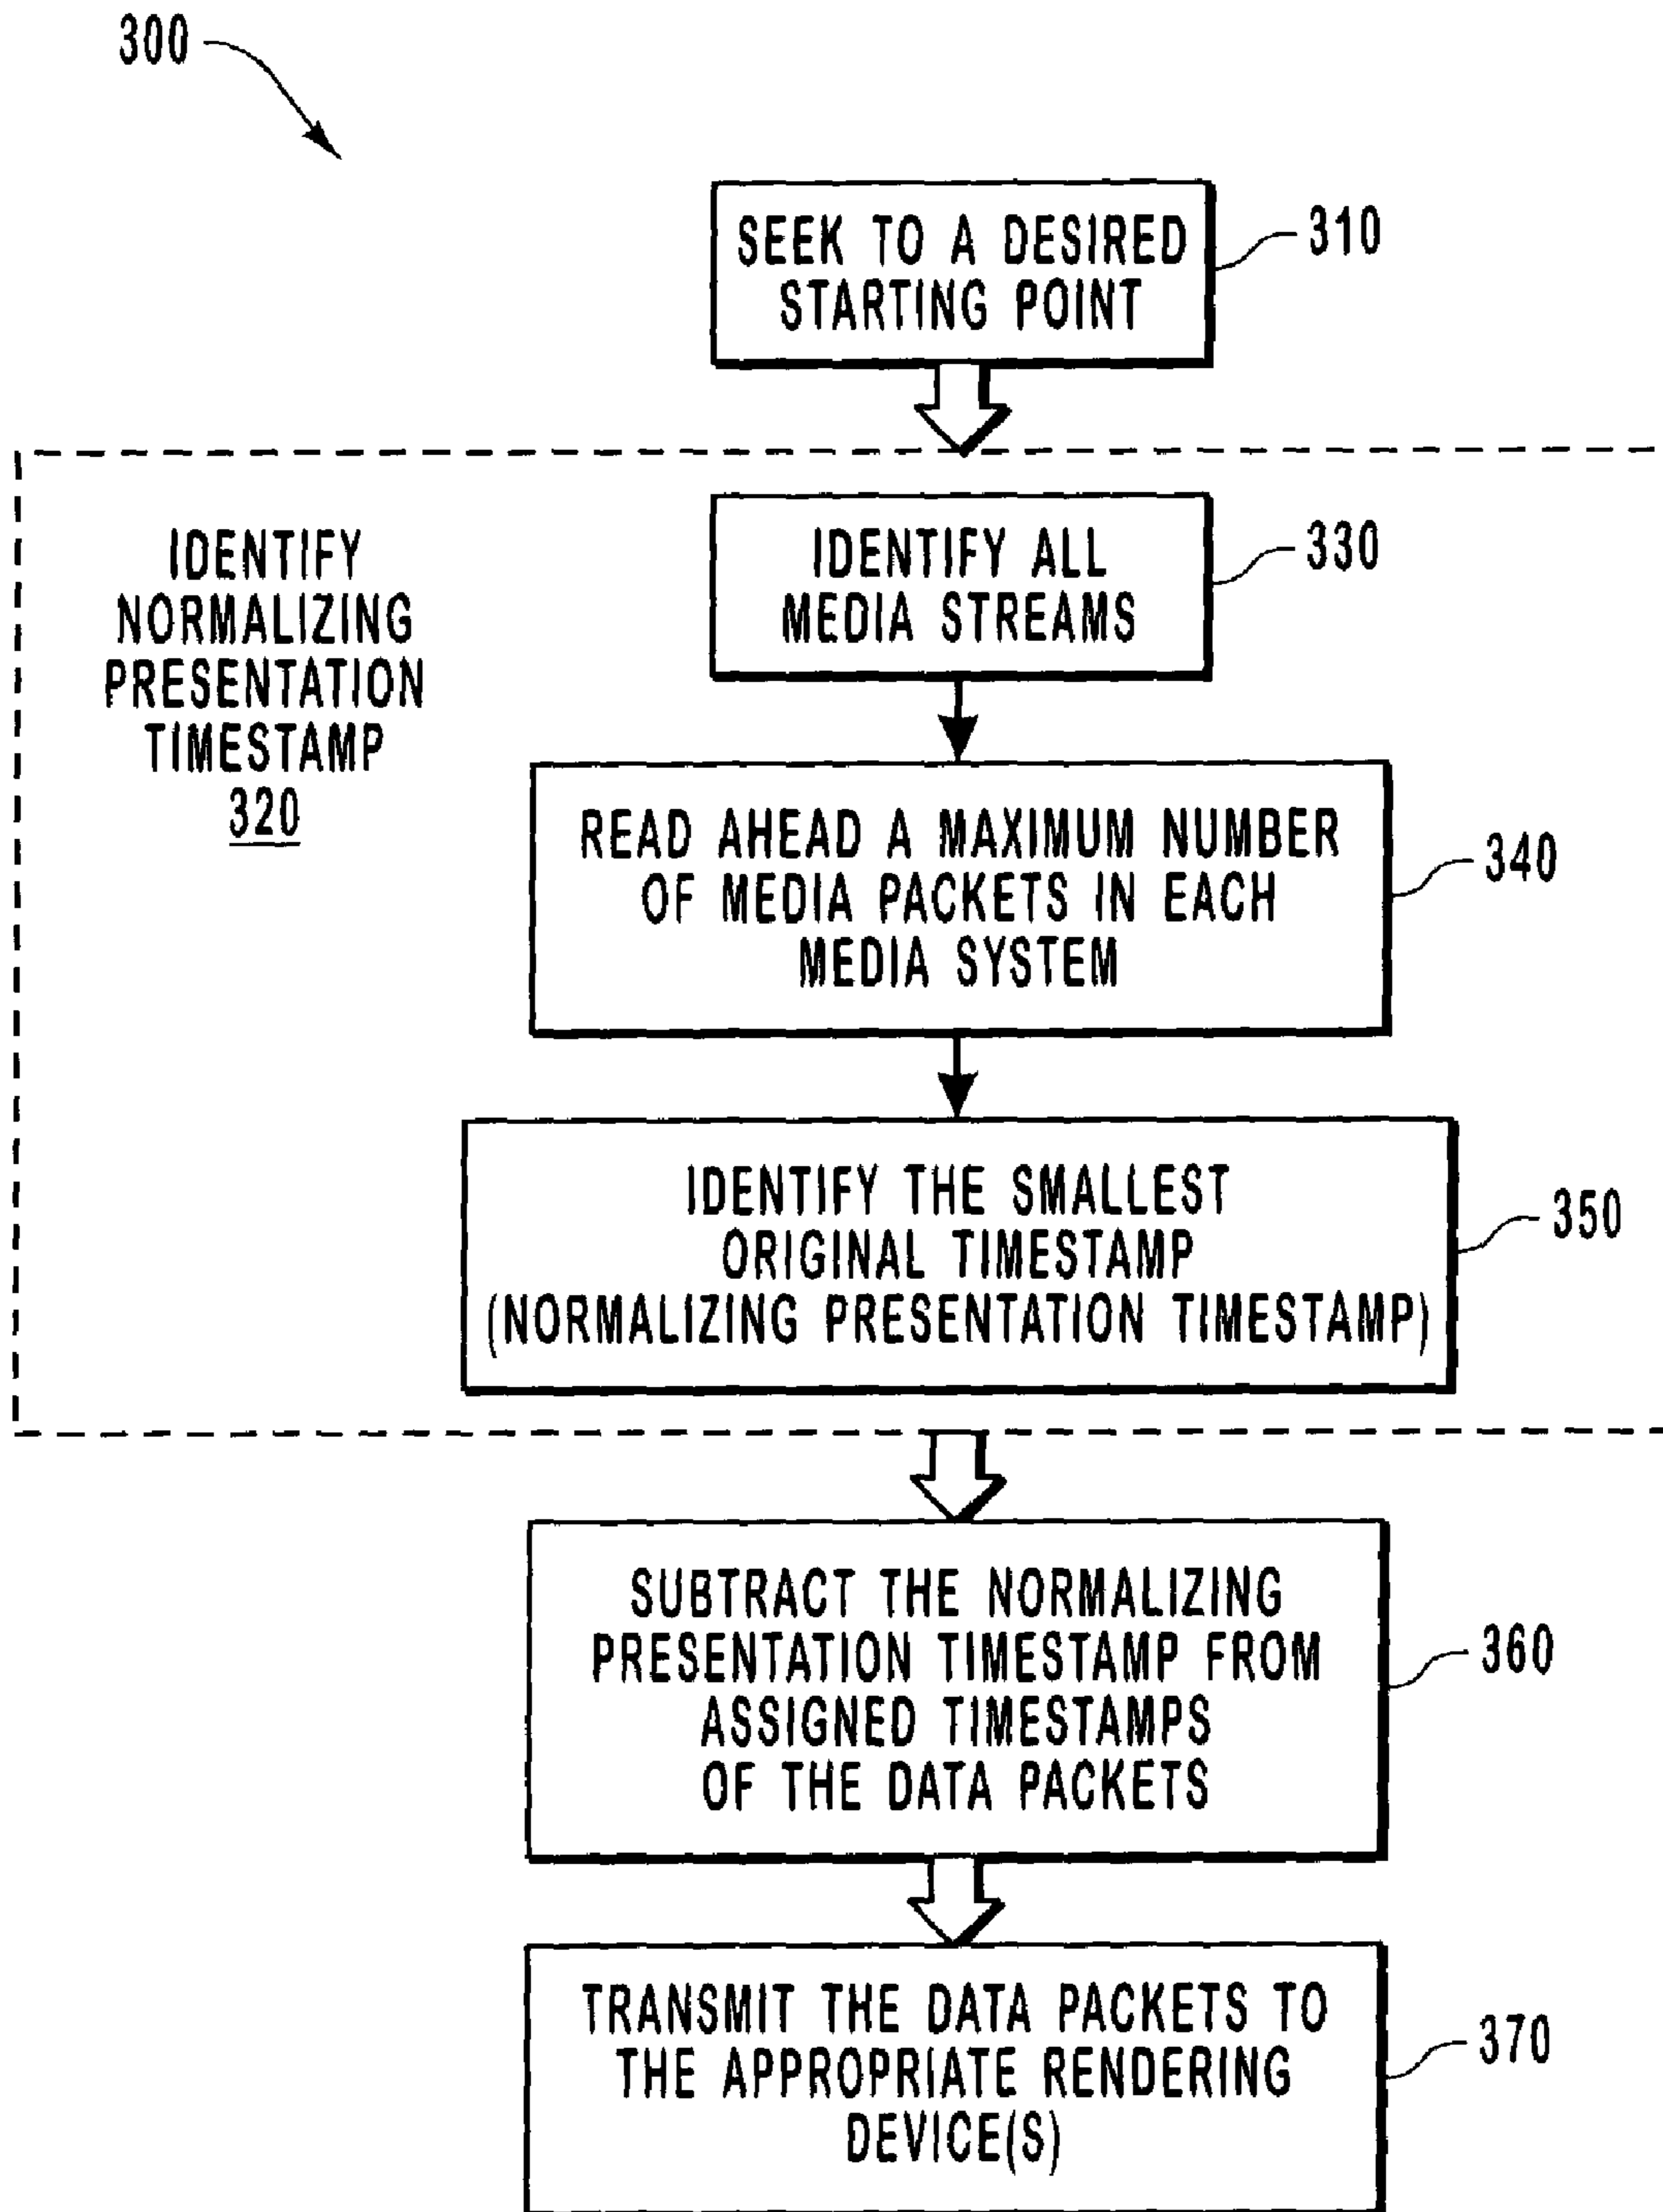 300
SEEK TO A DESIRED
STARTING POINT
310
IDENTIFY
NORMALIZING
PRESENTATION
TIMESTAMP
320
IDENTIFY ALL
MEDIA STREAMS
330
READ AHEAD A MAXIMUM NUMBER
OF MEDIA PACKETS IN EACH
MEDIA SYSTEM
340
IDENTIFY THE SMALLEST
ORIGINAL TIMESTAMP
(NORMALIZING PRESENTATION TIMESTAMP)
350
SUBTRACT THE NORMALIZING
PRESENTATION TIMESTAMP FROM
ASSIGNED TIMESTAMPS
OF THE DATA PACKETS
360
TRANSMIT THE DATA PACKETS TO
THE APPROPRIATE RENDERING
DEVICE(S)
370